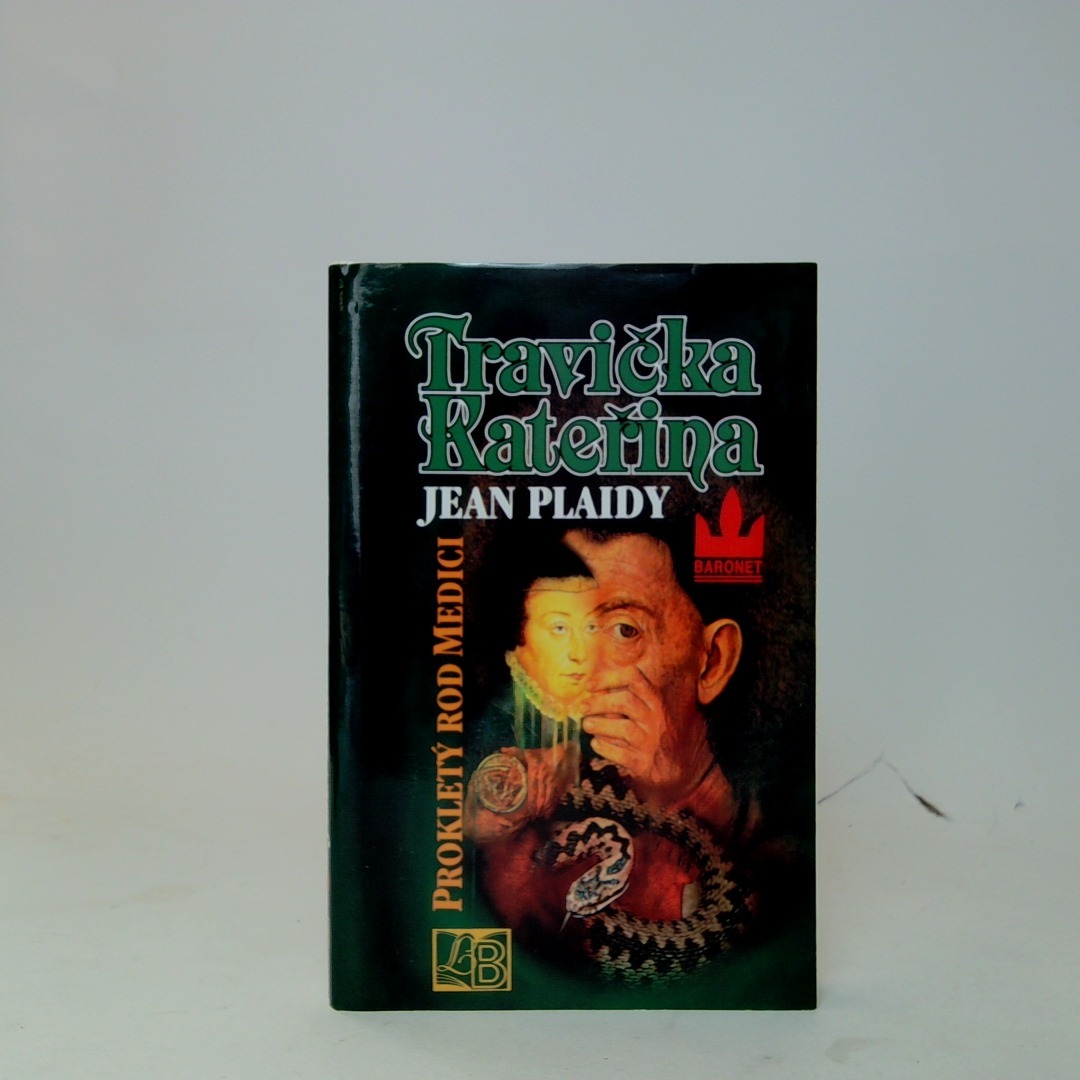 Travička
Kateřina
JEAN PLAIDY
BARONET
PROKLETÝ ROD MEDICI
LB